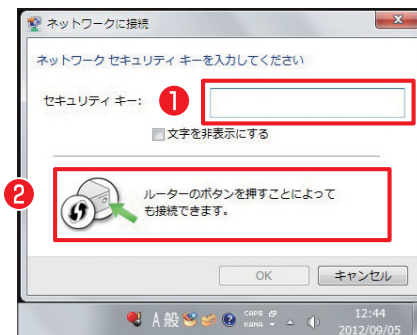 ネットワークに接続
ネットワーク セキュリティ キーを入力してください
セキュリティ キー:
1
文字を非表示にする
2
ルーターのボタンを押すことによって
も接続できます。
OK
キャンセル
A 般
CAPS
KANA
12:44
2012/09/05